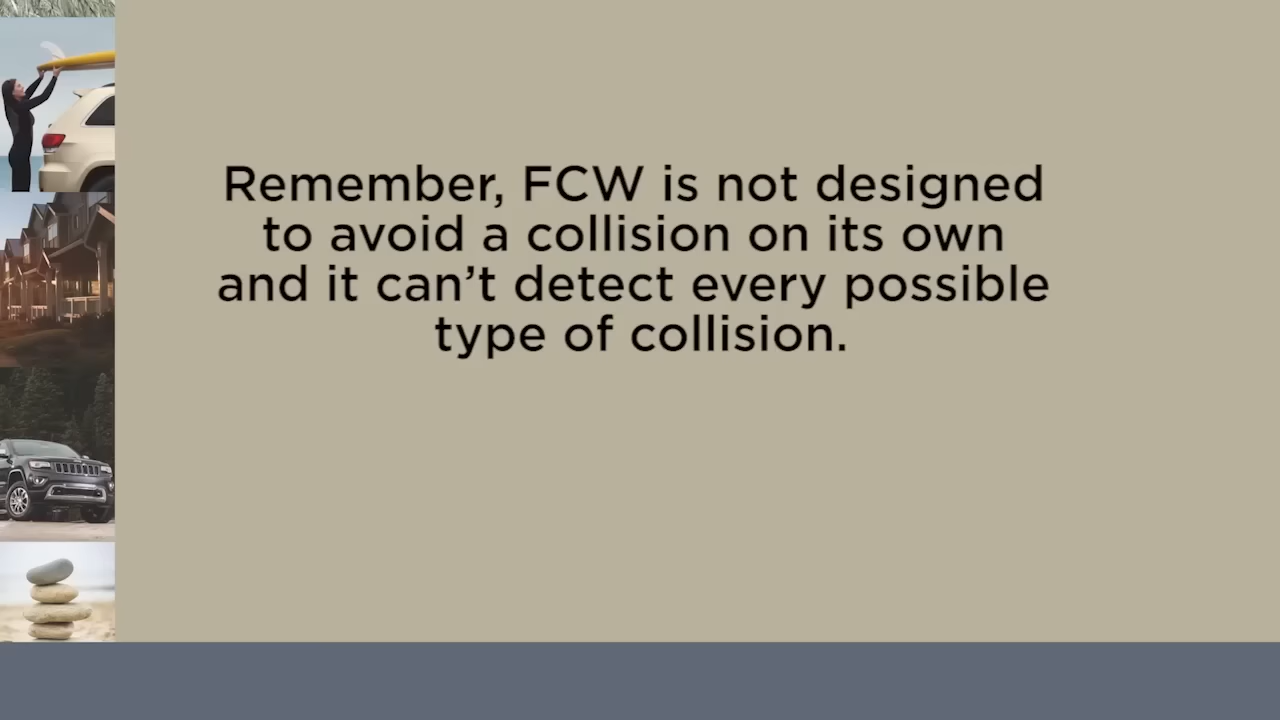 Remember, FCW is not designed
to avoid a collision on its own
and it can’t detect every possible
type of collision.